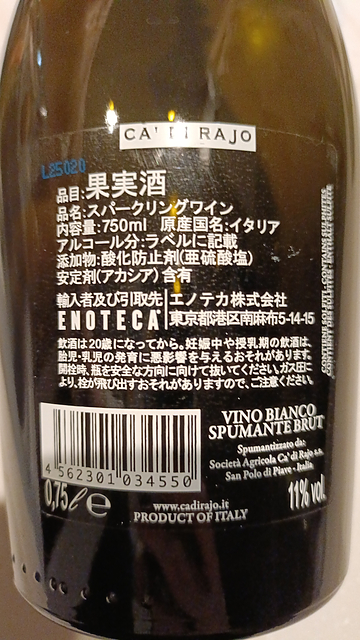 CA' DI RAJO
L25020
品目:果実酒
品名:スパークリングワイン
内容量:750ml 原産国名:イタリア
アルコール分:ラベルに記載
添加物:酸化防止剤(亜硫酸塩)
安定剤(アカシア)含有
輸入者及び引取先 エノテカ株式会社
ENOTECA 東京都港区南麻布5-14-15
飲酒は20歳になってから。妊娠中や授乳期の飲酒は、
胎児・乳児の発育に悪影響を与えるおそれがあります。
開栓時、瓶を安全な方向に向けて抜いてください。ガス圧に
より、栓が飛び出すおそれがありますので、ご注意ください。
VINO BIANCO
SPUMANTE BRUT
Spumantizzato da:
Società Agricola Ca' di Rajo s.s.
San Polo di Piave - Italia
4 562301 034550
0,75 ℓ e
www.cadirajo.it
PRODUCT OF ITALY
11% vol.